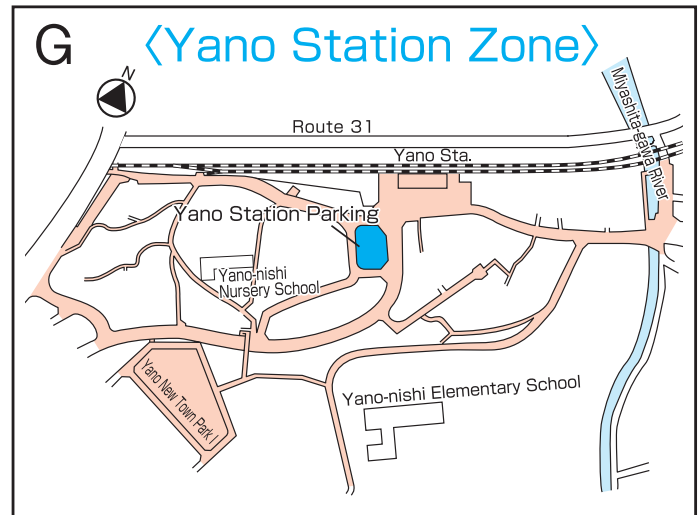 G 〈Yano Station Zone〉
N
Miyashita-gawa River
Route 31
Yano Sta.
Yano Station Parking
Yano-nishi
Nursery School
Yano New Town Park I
Yano-nishi Elementary School